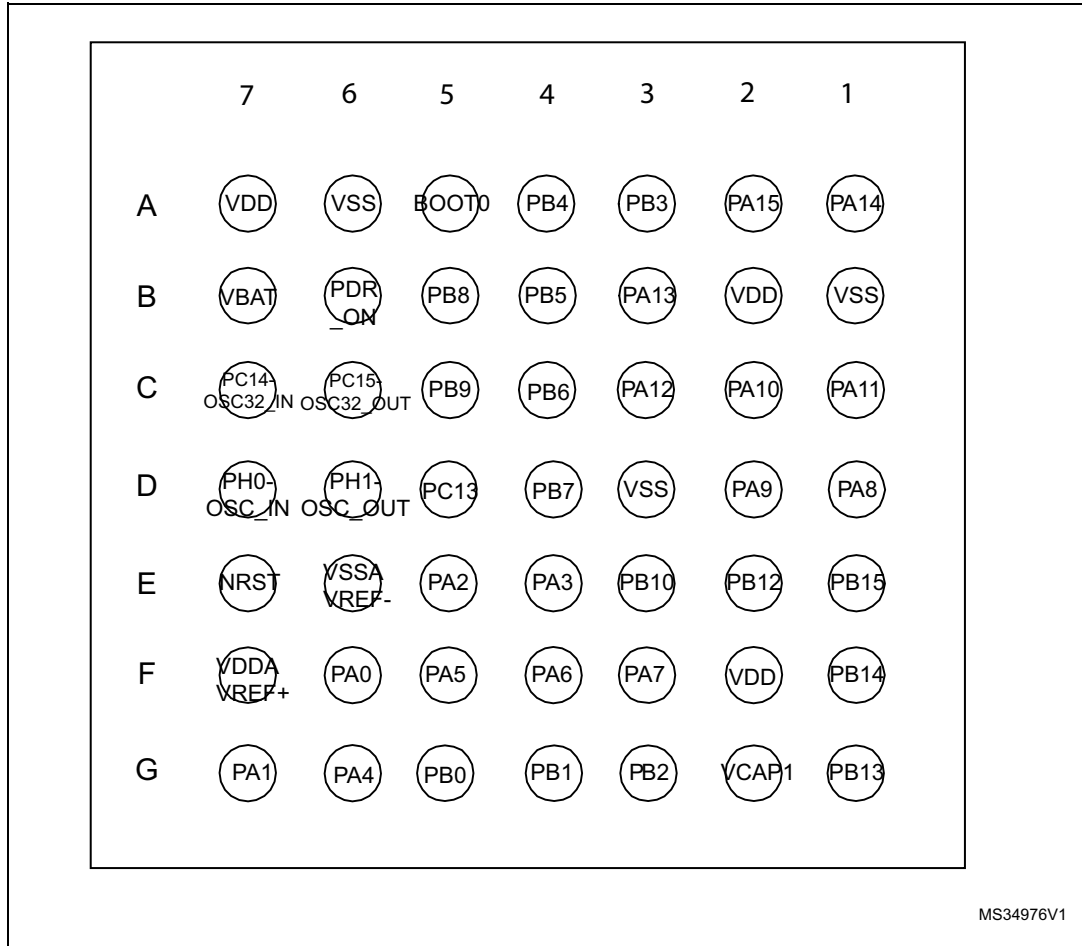 7 6 5 4 3 2 1
A VDD VSS BOOT0 PB4 PB3 PA15 PA14
B VBAT PDR _ON PB8 PB5 PA13 VDD VSS
C PC14- OSC32_IN PC15- OSC32_OUT PB9 PB6 PA12 PA10 PA11
D PH0- OSC_IN PH1- OSC_OUT PC13 PB7 VSS PA9 PA8
E NRST VSSA VREF- PA2 PA3 PB10 PB12 PB15
F VDDA VREF+ PA0 PA5 PA6 PA7 VDD PB14
G PA1 PA4 PB0 PB1 PB2 VCAP1 PB13
MS34976V1